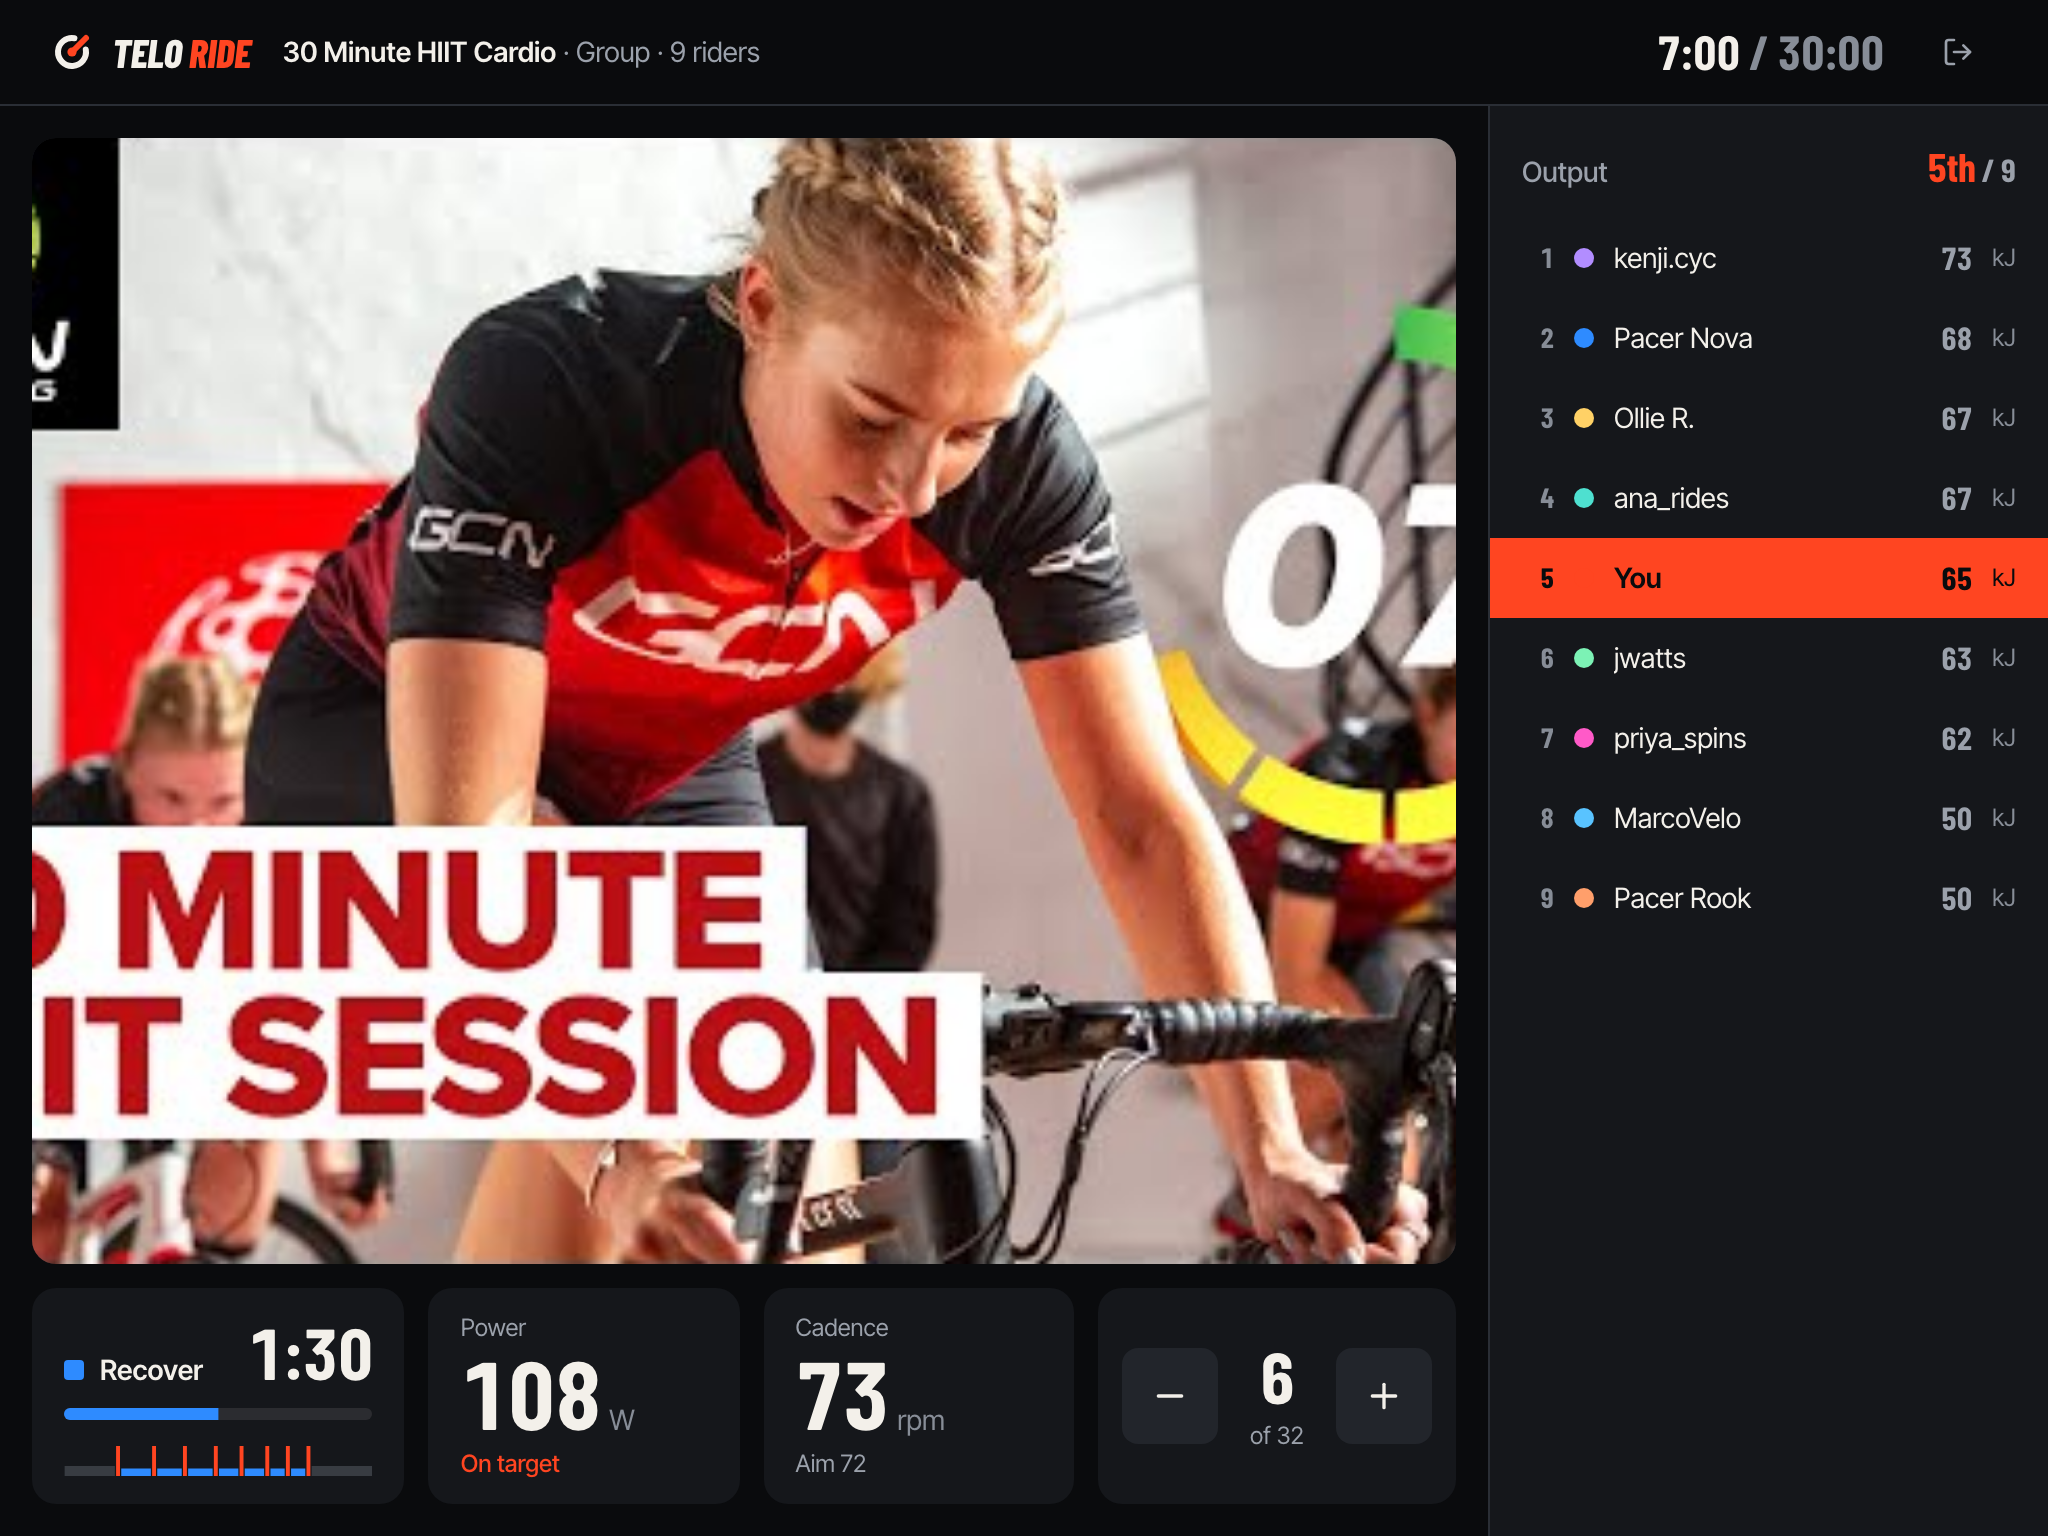 TELO RIDE 30 Minute HIIT Cardio · Group · 9 riders 7:00 / 30:00
Output 5th / 9
1 kenji.cyc 73 kJ
2 Pacer Nova 68 kJ
3 Ollie R. 67 kJ
4 ana_rides 67 kJ
5 You 65 kJ
6 jwatts 63 kJ
7 priya_spins 62 kJ
8 MarcoVelo 50 kJ
9 Pacer Rook 50 kJ
N
G
GCN
GCN
07
MINUTE
IT SESSION
Recover 1:30
Power
108 W
On target
Cadence
73 rpm
Aim 72
− 6 +
of 32